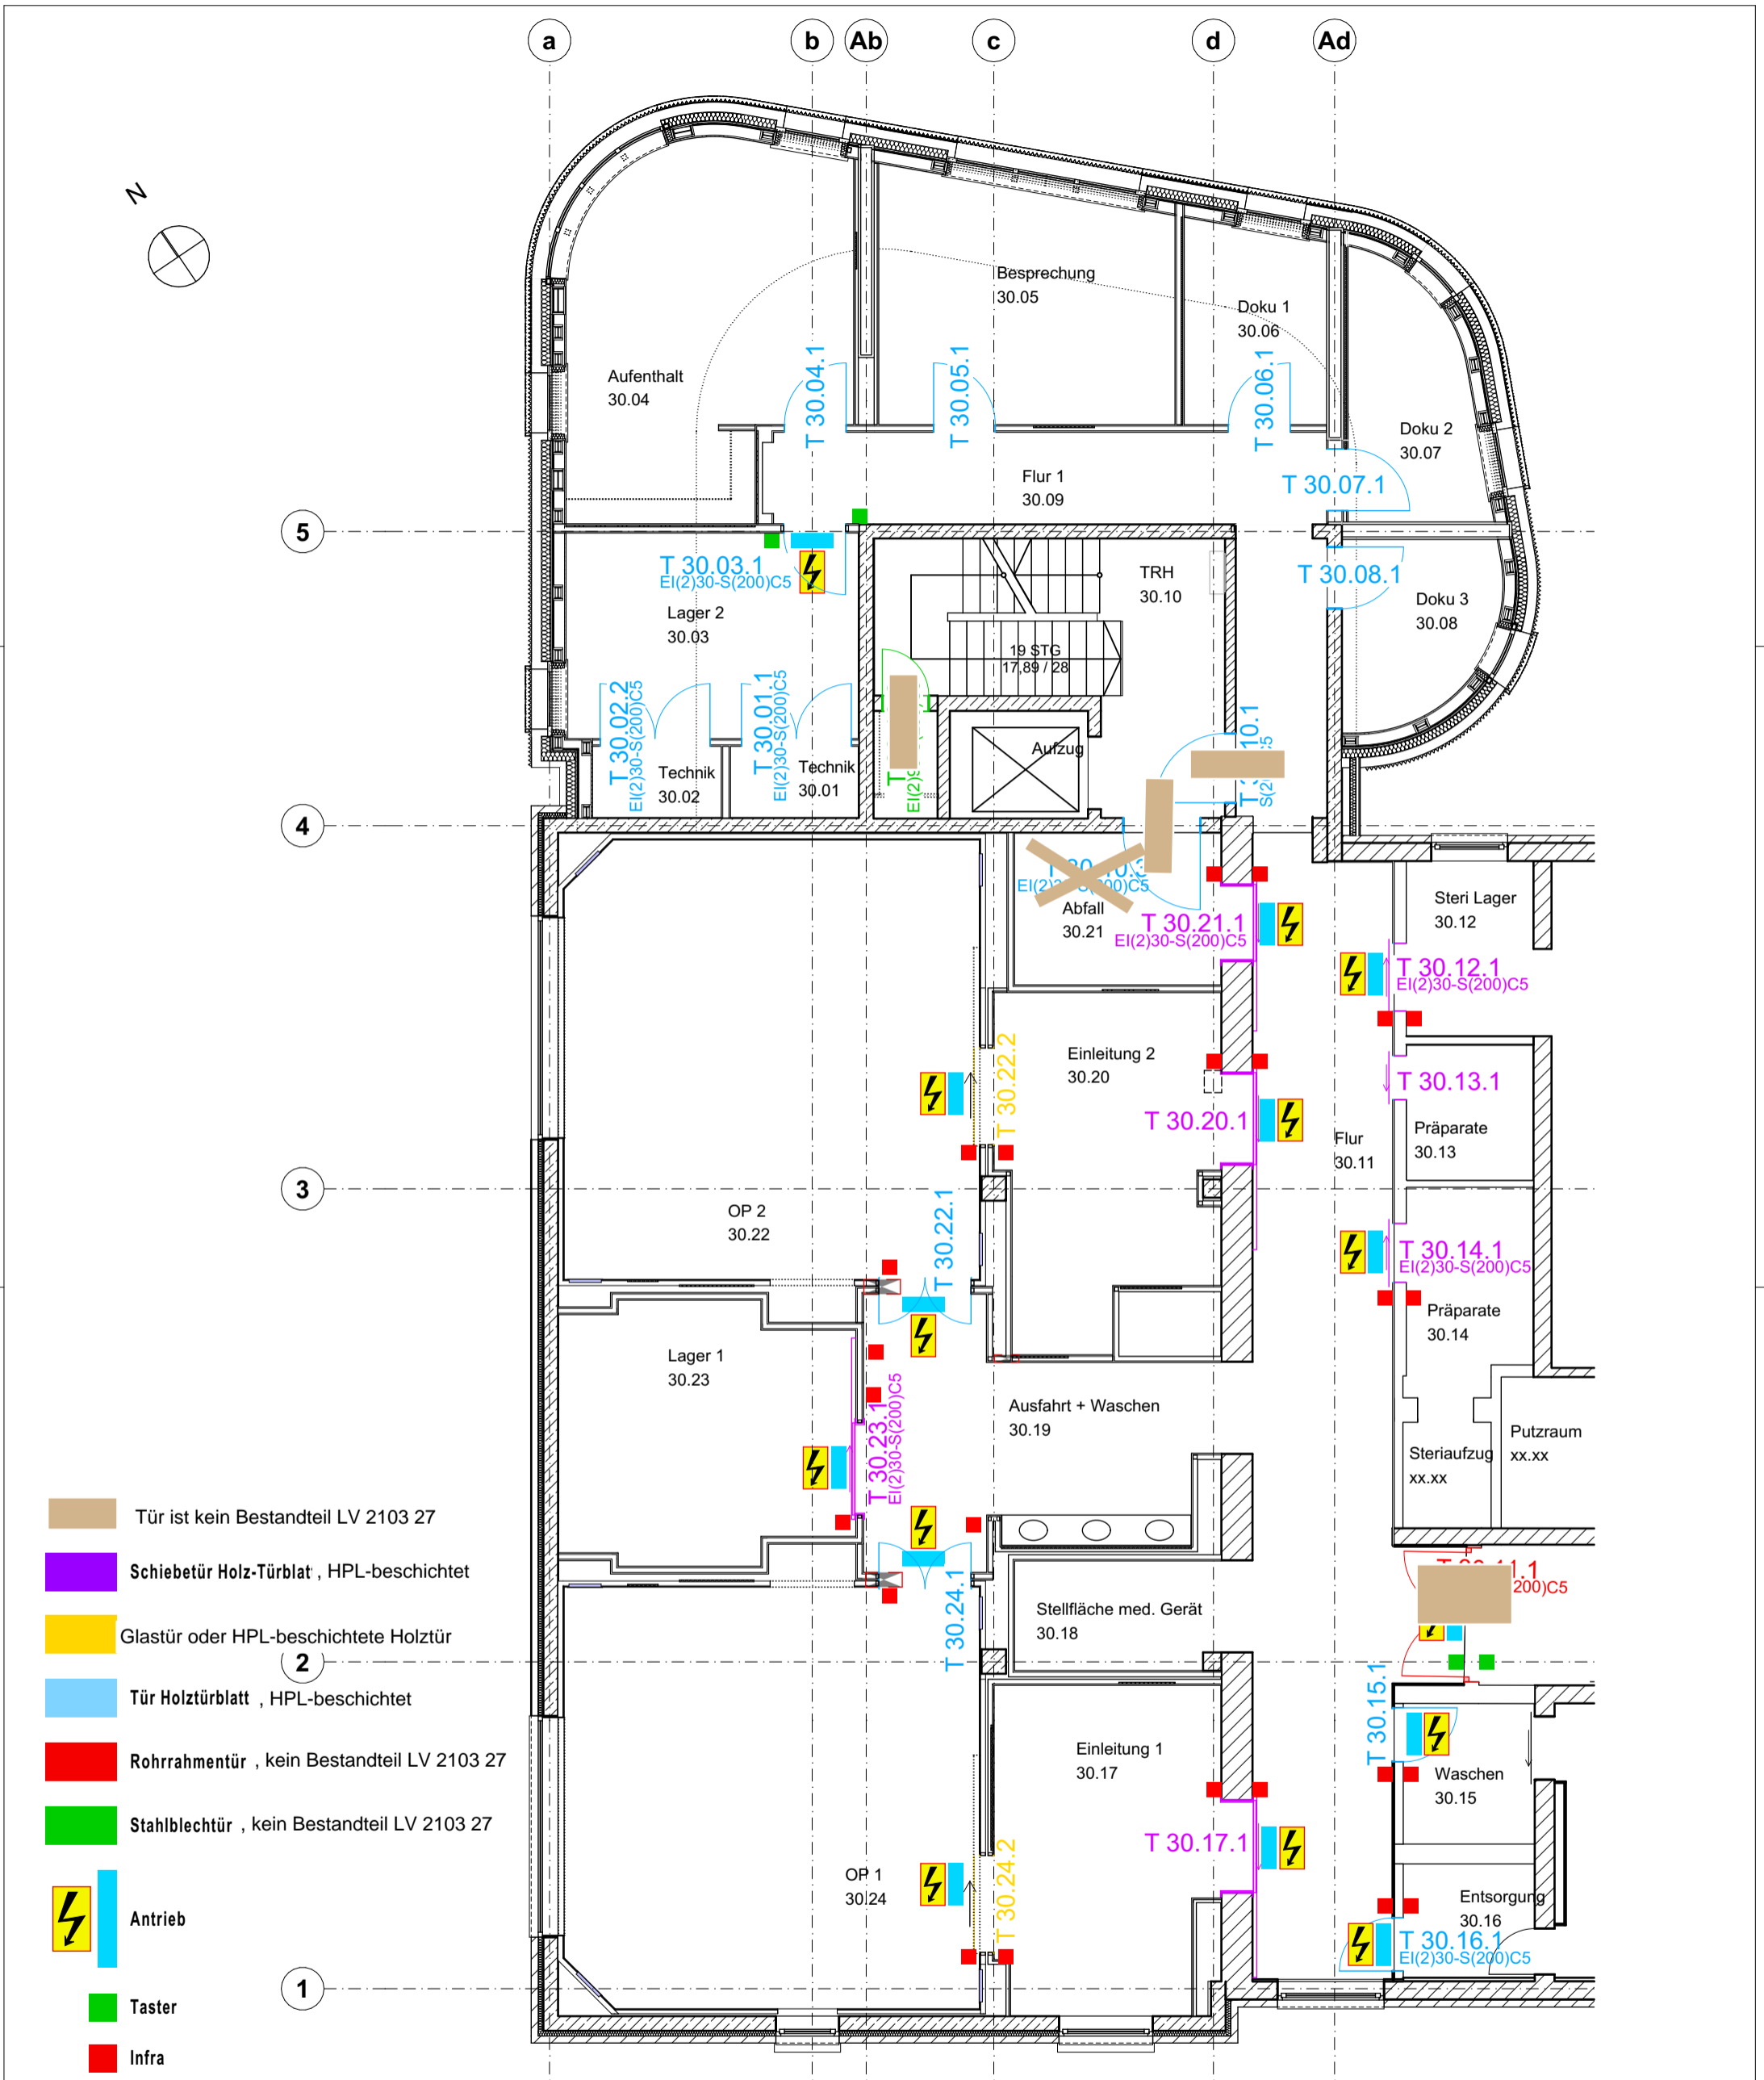 a
b
Ab
c
d
Ad
N
Besprechung
30.05
Doku 1
30.06
Aufenthalt
30.04
T 30.04.1
T 30.05.1
T 30.06.1
Doku 2
30.07
T 30.07.1
Flur 1
30.09
5
T 30.03.1
EI(2)30-S(200)C5
Lager 2
30.03
TRH
30.10
T 30.08.1
Doku 3
30.08
19 STG
17,89 / 28
T 30.02.2
EI(2)30-S(200)C5
T 30.01.1
EI(2)30-S(200)C5
Technik
30.02
Technik
30.01
Aufzug
4
Abfall
30.21
T 30.21.1
EI(2)30-S(200)C5
Steri Lager
30.12
T 30.12.1
EI(2)30-S(200)C5
T 30.22.2
Einleitung 2
30.20
T 30.20.1
T 30.13.1
Flur
30.11
Präparate
30.13
3
OP 2
30.22
T 30.22.1
T 30.14.1
EI(2)30-S(200)C5
Präparate
30.14
Lager 1
30.23
T 30.23.1
EI(2)30-S(200)C5
Ausfahrt + Waschen
30.19
Steriaufzug
xx.xx
Putzraum
xx.xx
Tür ist kein Bestandteil LV 2103 27
Schiebetür Holz-Türblat , HPL-beschichtet
Glastür oder HPL-beschichtete Holztür
2
T 30.24.1
Stellfläche med. Gerät
30.18
T 30.15.1
Tür Holztürblatt , HPL-beschichtet
Rohrrahmentür , kein Bestandteil LV 2103 27
Einleitung 1
30.17
Waschen
30.15
Stahlblechtür , kein Bestandteil LV 2103 27
T 30.17.1
OP 1
30.24
T 30.24.2
Entsorgung
30.16
T 30.16.1
EI(2)30-S(200)C5
Antrieb
1
Taster
Infra